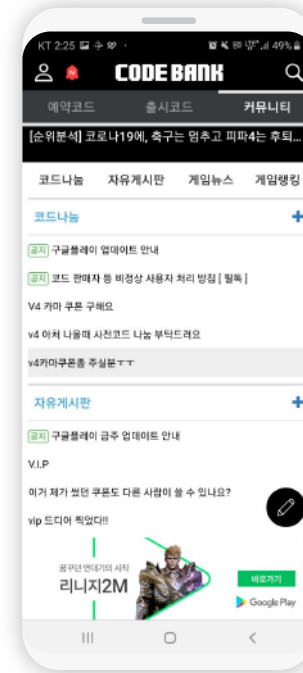 KT 2:25
49%
CODE BANK
예약코드 출시코드 커뮤니티
[순위분석] 코로나19에, 축구는 멈추고 피파4는 후퇴...
코드나눔 자유게시판 게임뉴스 게임랭킹
코드나눔
공지 구글플레이 업데이트 안내
공지 코드 판매자 등 비정상 사용자 처리 방침 [ 필독 ]
V4 카마 쿠폰 구해요
v4 아처 나올때 사전코드 나눔 부탁드려요
v4카마쿠폰좀 주실분ㅜㅜ
자유게시판
공지 구글플레이 금주 업데이트 안내
V.I.P
이거 제가 썼던 쿠폰도 다른 사람이 쓸 수 있나요?
vip 드디어 찍었다!!
꿈꾸던 연대기의 시작
리니지2M
바로가기
Google Play